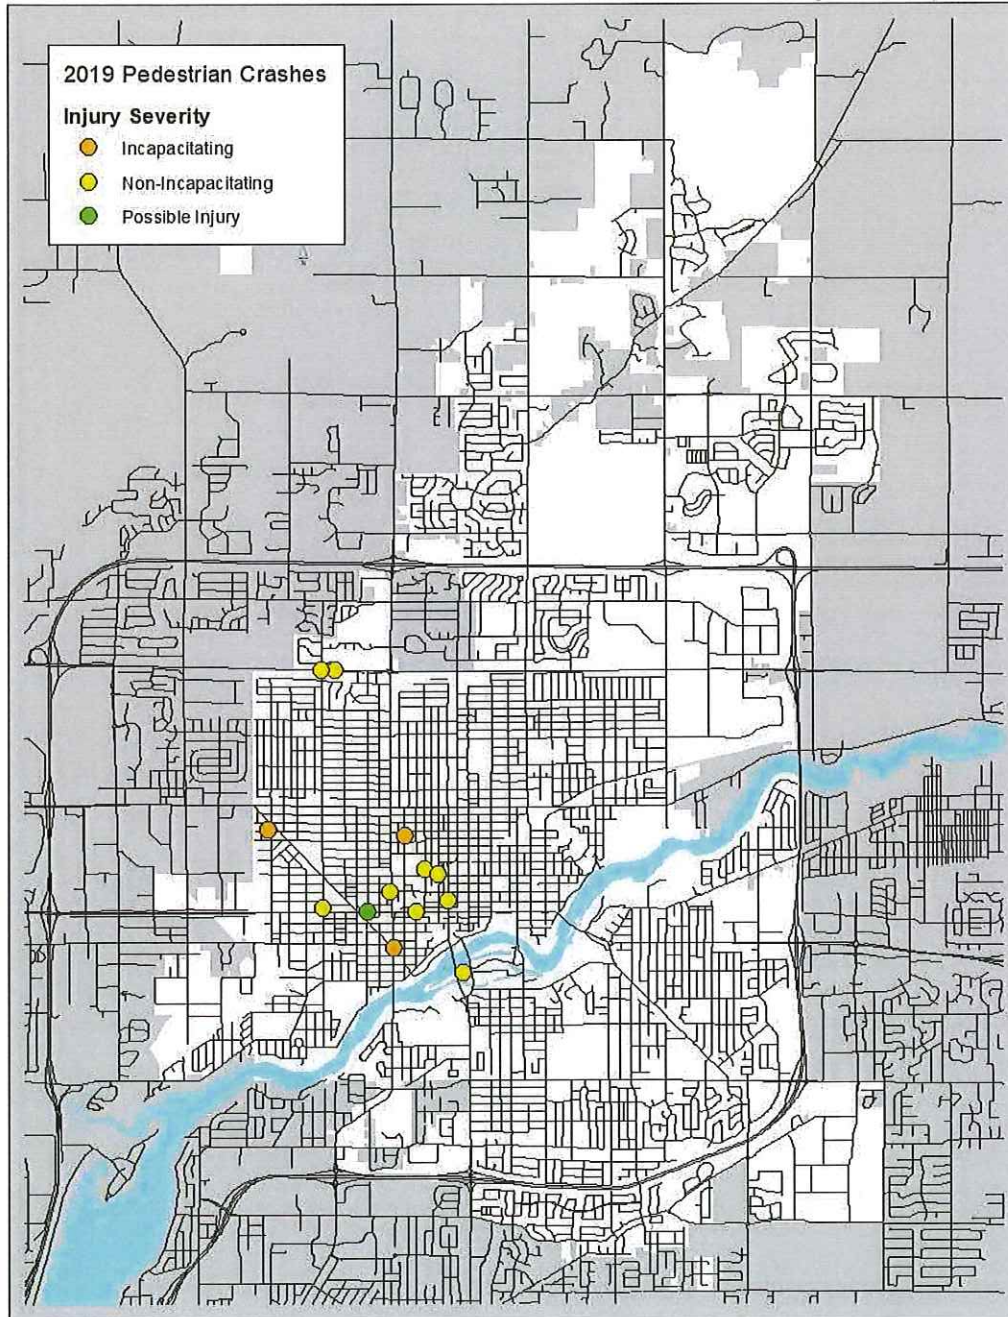 2019 Pedestrian Crashes
Injury Severity
Incapacitating
Non-Incapacitating
Possible Injury